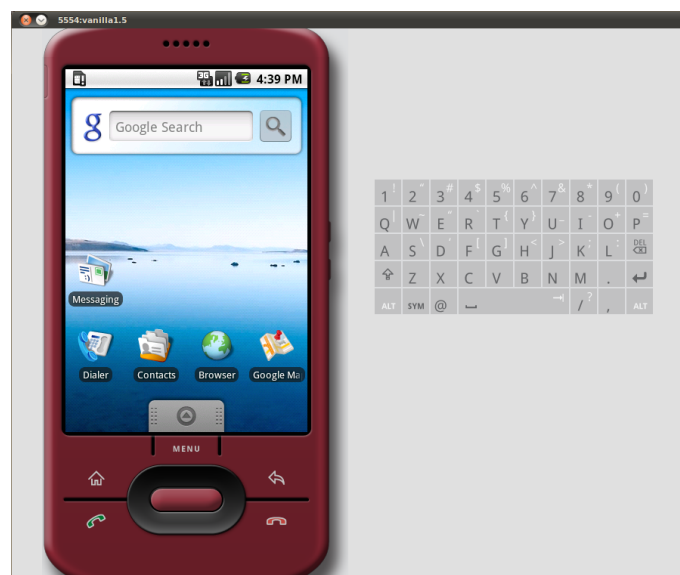 5554:vanilla1.5
3G
4:39 PM
g
Google Search
Messaging
Dialer
Contacts
Browser
Google Ma
MENU
1 ! 2 " 3 # 4 $ 5 % 6 ^ 7 & 8 * 9 ( 0 )
Q | W ~ E " R ` T { Y } U _ I - O + P =
A S \ D ' F [ G ] H < J > K ; L : DEL
Z X C V B N M .
ALT SYM @ / ? , ALT